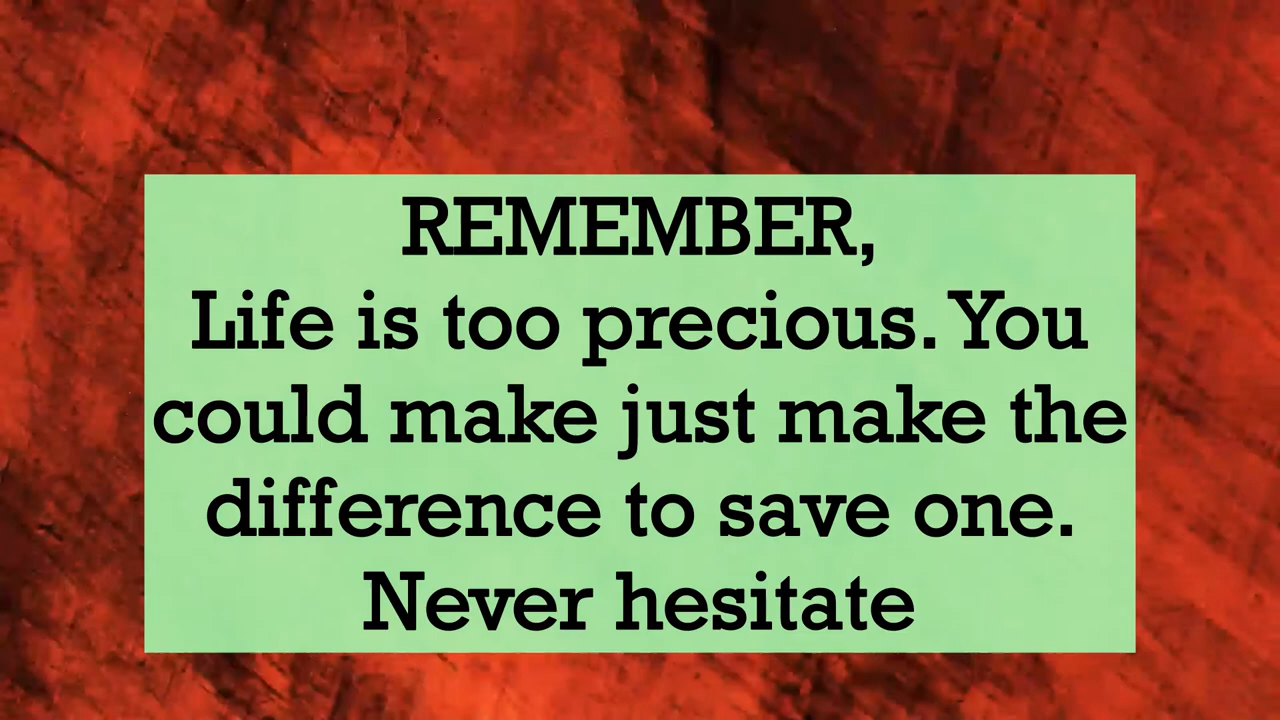 REMEMBER,
Life is too precious. You
could make just make the
difference to save one.
Never hesitate